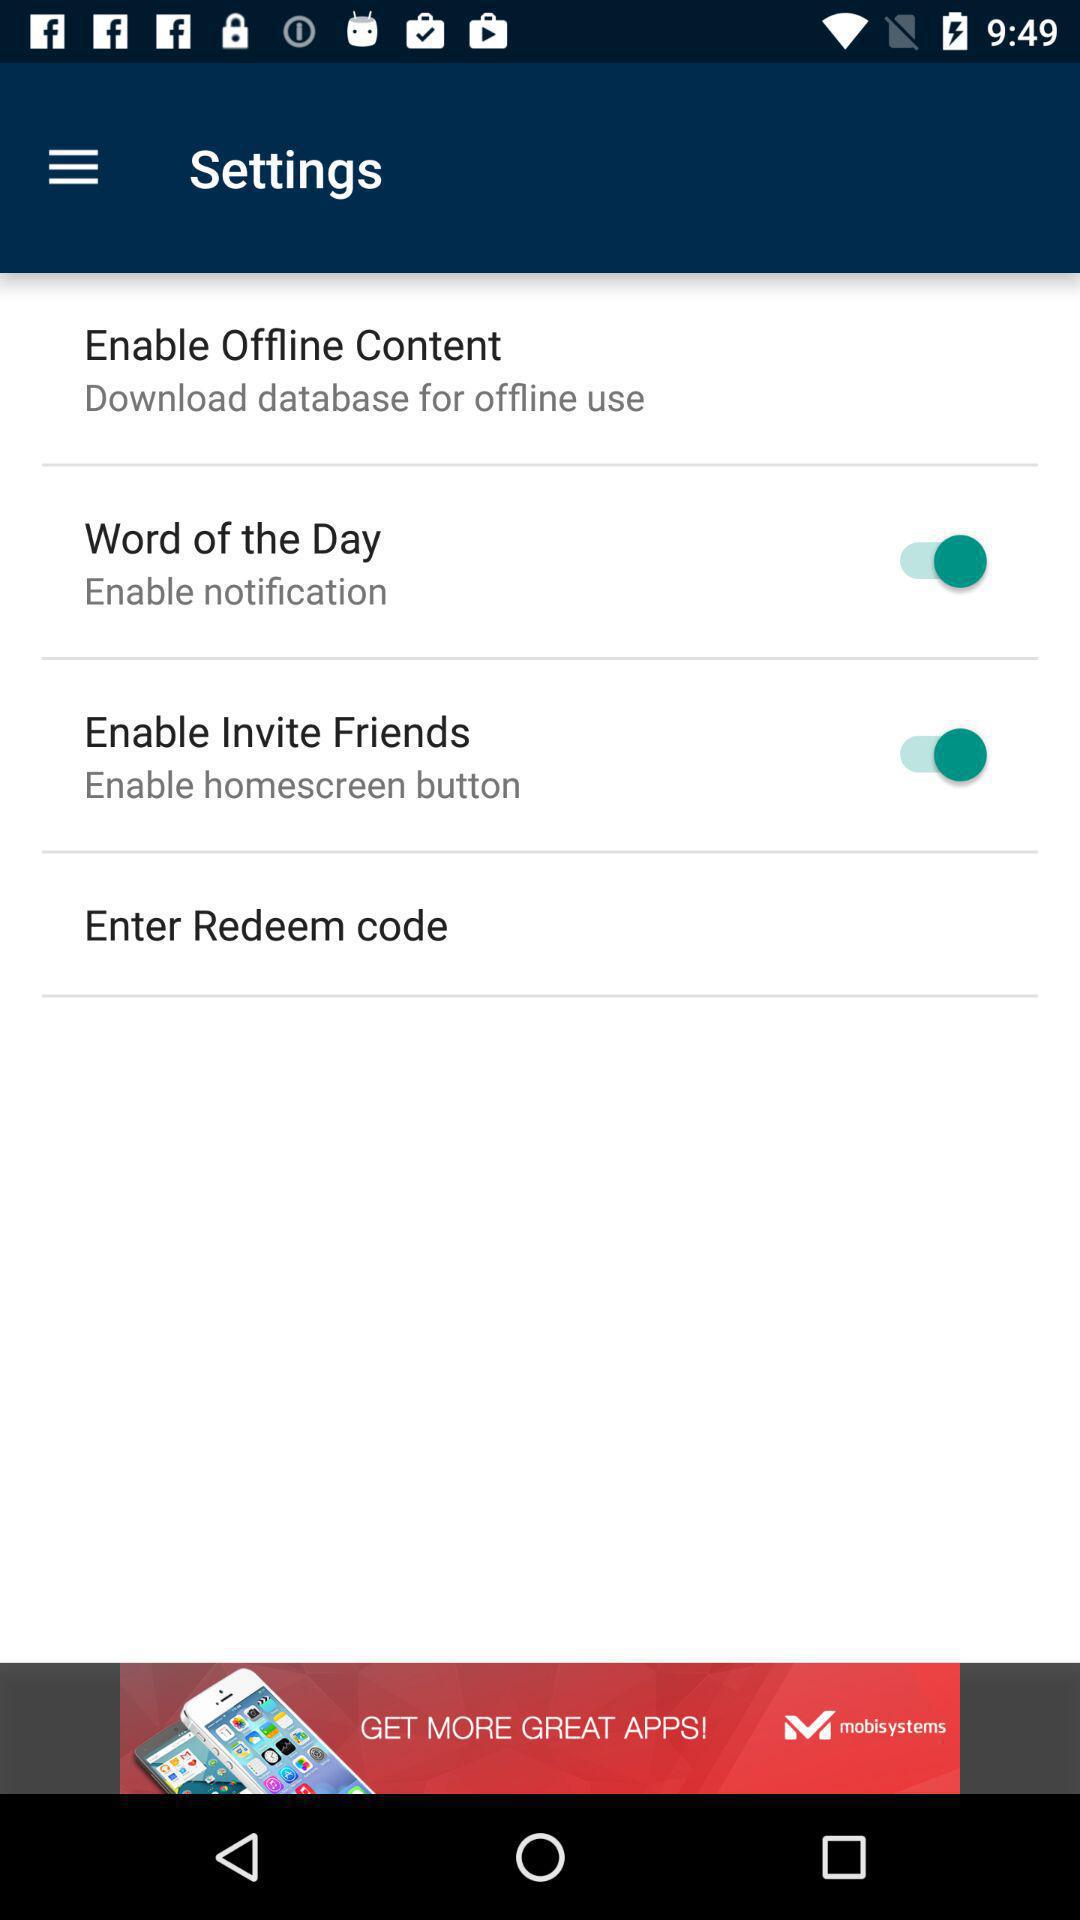 9:49
Settings
Enable Offline Content
Download database for offline use
Word of the Day
Enable notification
Enable Invite Friends
Enable homescreen button
Enter Redeem code
GET MORE GREAT APPS!
mobisystems